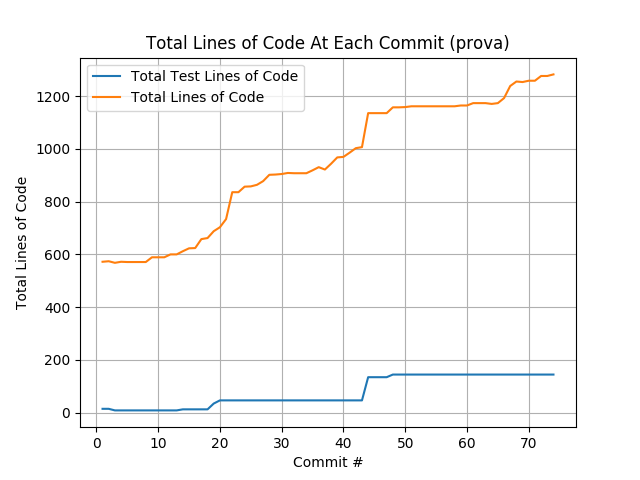 Total Lines of Code At Each Commit (prova)
Total Test Lines of Code
Total Lines of Code
Total Lines of Code
1200
1000
800
600
400
200
0
0 10 20 30 40 50 60 70
Commit #